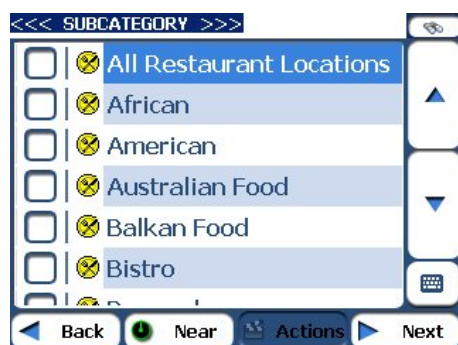 <<< SUBCATEGORY >>>
All Restaurant Locations
African
American
Australian Food
Balkan Food
Bistro
Back Near Actions Next